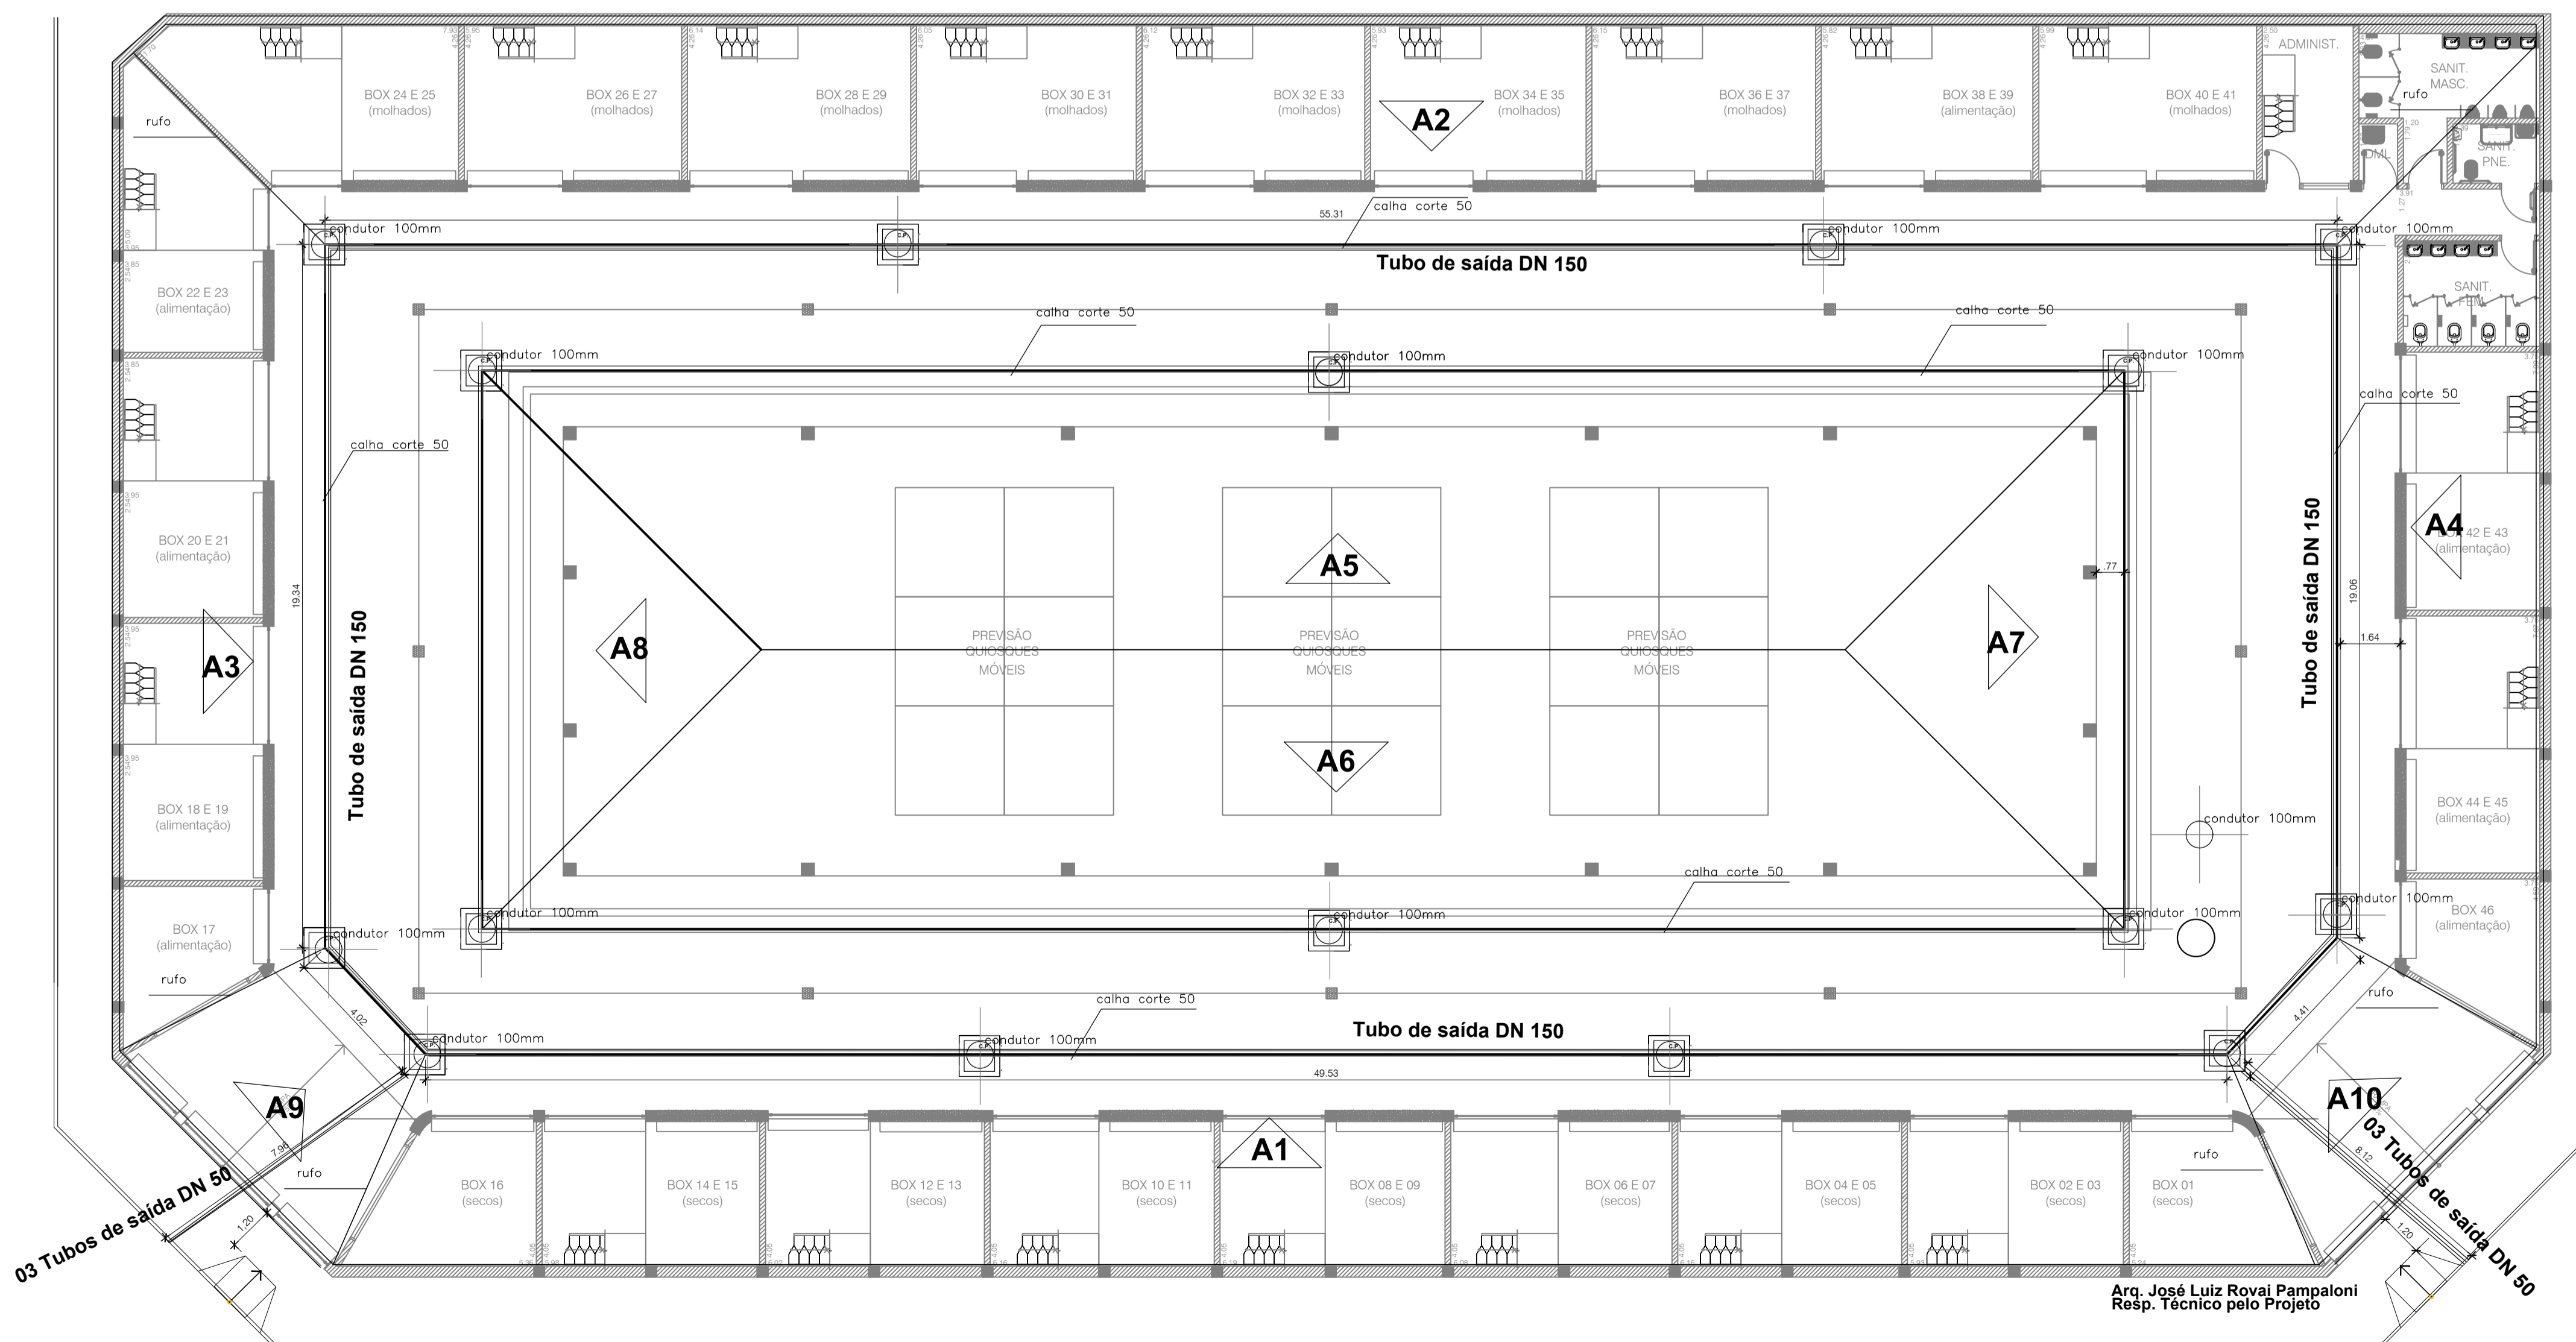 ADMINIST.
SANIT.
MASC.
rufo
BOX 24 E 25
(molhados)
BOX 26 E 27
(molhados)
BOX 28 E 29
(molhados)
BOX 30 E 31
(molhados)
BOX 32 E 33
(molhados)
A2
BOX 34 E 35
(molhados)
BOX 36 E 37
(molhados)
BOX 38 E 39
(alimentação)
BOX 40 E 41
(molhados)
rufo
DML
SANIT.
PNE.
55.31
calha corte 50
condutor 100mm
condutor 100mm
condutor 100mm
Tubo de saída DN 150
BOX 22 E 23
(alimentação)
SANIT.
FEM.
calha corte 50
calha corte 50
condutor 100mm
condutor 100mm
condutor 100mm
calha corte 50
calha corte 50
BOX 20 E 21
(alimentação)
A4
42 E 43
(alimentação)
A5
.77
19.34
19.06
Tubo de saída DN 150
Tubo de saída DN 150
A3
A8
PREVISÃO
QUIOSQUES
MÓVEIS
PREVISÃO
QUIOSQUES
MÓVEIS
PREVISÃO
QUIOSQUES
MÓVEIS
A7
1.64
A6
BOX 18 E 19
(alimentação)
BOX 44 E 45
(alimentação)
condutor 100mm
calha corte 50
BOX 17
(alimentação)
condutor 100mm
condutor 100mm
condutor 100mm
condutor 100mm
condutor 100mm
BOX 46
(alimentação)
rufo
rufo
4.02
4.41
calha corte 50
Tubo de saída DN 150
condutor 100mm
condutor 100mm
49.53
A9
A10
7.96
8.12
A1
rufo
rufo
BOX 16
(secos)
BOX 14 E 15
(secos)
BOX 12 E 13
(secos)
BOX 10 E 11
(secos)
BOX 08 E 09
(secos)
BOX 06 E 07
(secos)
BOX 04 E 05
(secos)
BOX 02 E 03
(secos)
BOX 01
(secos)
03 Tubos de saída DN 50
1,20
03 Tubos de saída DN 50
1.20
Arq. José Luiz Rovai Pampaloni
Resp. Técnico pelo Projeto